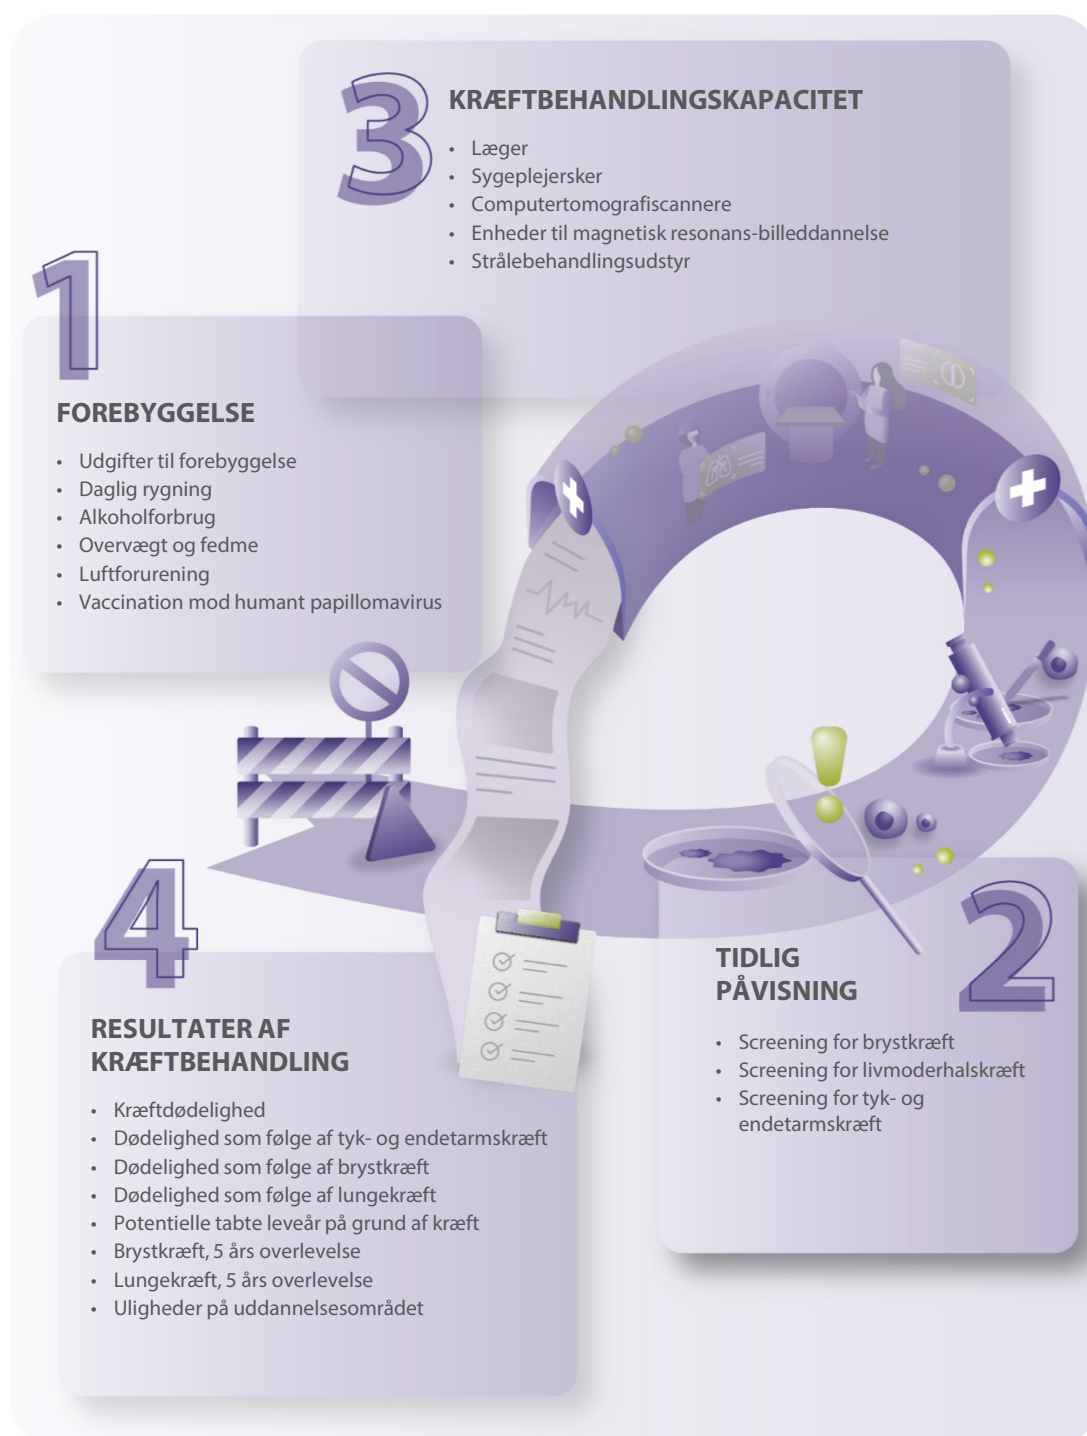 1
FOREBYGGELSE
• Udgifter til forebyggelse
• Daglig rygning
• Alkoholforbrug
• Overvægt og fedme
• Luftforurening
• Vaccination mod humant papillomavirus
2
TIDLIG
PÅVISNING
• Screening for brystkræft
• Screening for livmoderhalskræft
• Screening for tyk- og
endetarmskræft
3
KRÆFTBEHANDLINGSKAPACITET
• Læger
• Sygeplejersker
• Computertomografiscannere
• Enheder til magnetisk resonans-billeddannelse
• Strålebehandlingsudstyr
4
RESULTATER AF
KRÆFTBEHANDLING
• Kræftdødelighed
• Dødelighed som følge af tyk- og endetarmskræft
• Dødelighed som følge af brystkræft
• Dødelighed som følge af lungekræft
• Potentielle tabte leveår på grund af kræft
• Brystkræft, 5 års overlevelse
• Lungekræft, 5 års overlevelse
• Uligheder på uddannelsesområdet